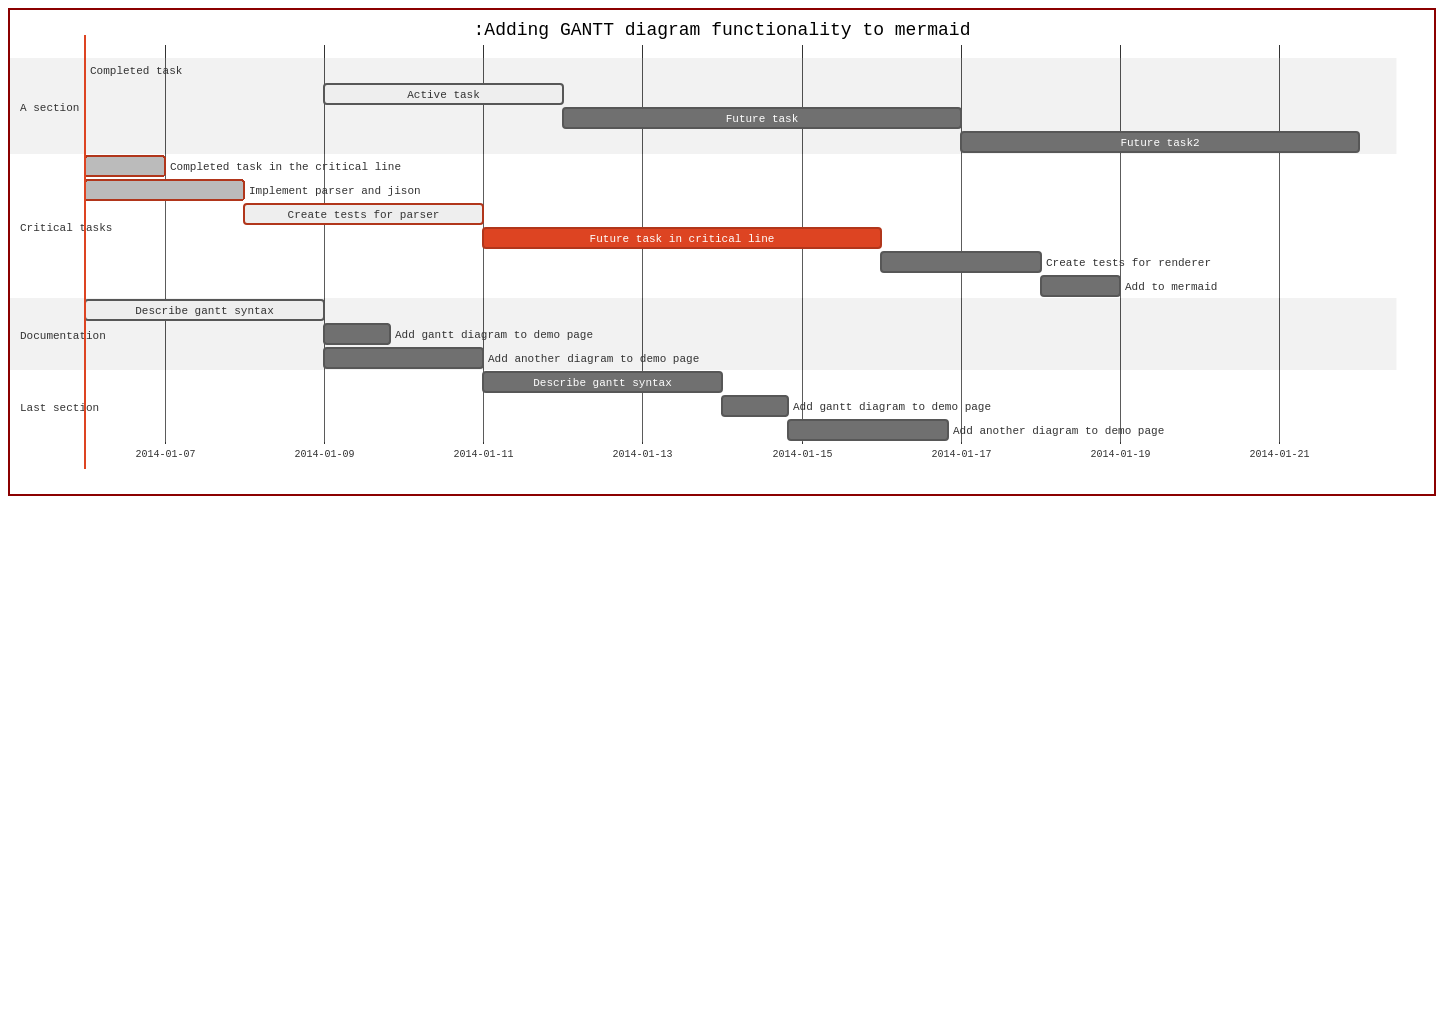 :Adding GANTT diagram functionality to mermaid
Completed task
Active task
A section
Future task
Future task2
Completed task in the critical line
Implement parser and jison
Create tests for parser
Critical tasks
Future task in critical line
Create tests for renderer
Add to mermaid
Describe gantt syntax
Add gantt diagram to demo page
Documentation
Add another diagram to demo page
Describe gantt syntax
Last section
Add gantt diagram to demo page
Add another diagram to demo page
2014-01-07 2014-01-09 2014-01-11 2014-01-13 2014-01-15 2014-01-17 2014-01-19 2014-01-21